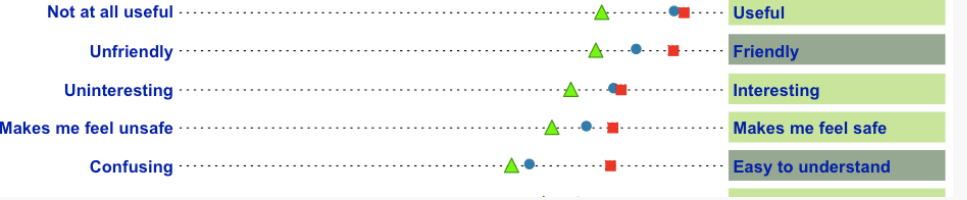 Not at all useful Useful
Unfriendly Friendly
Uninteresting Interesting
Makes me feel unsafe Makes me feel safe
Confusing Easy to understand